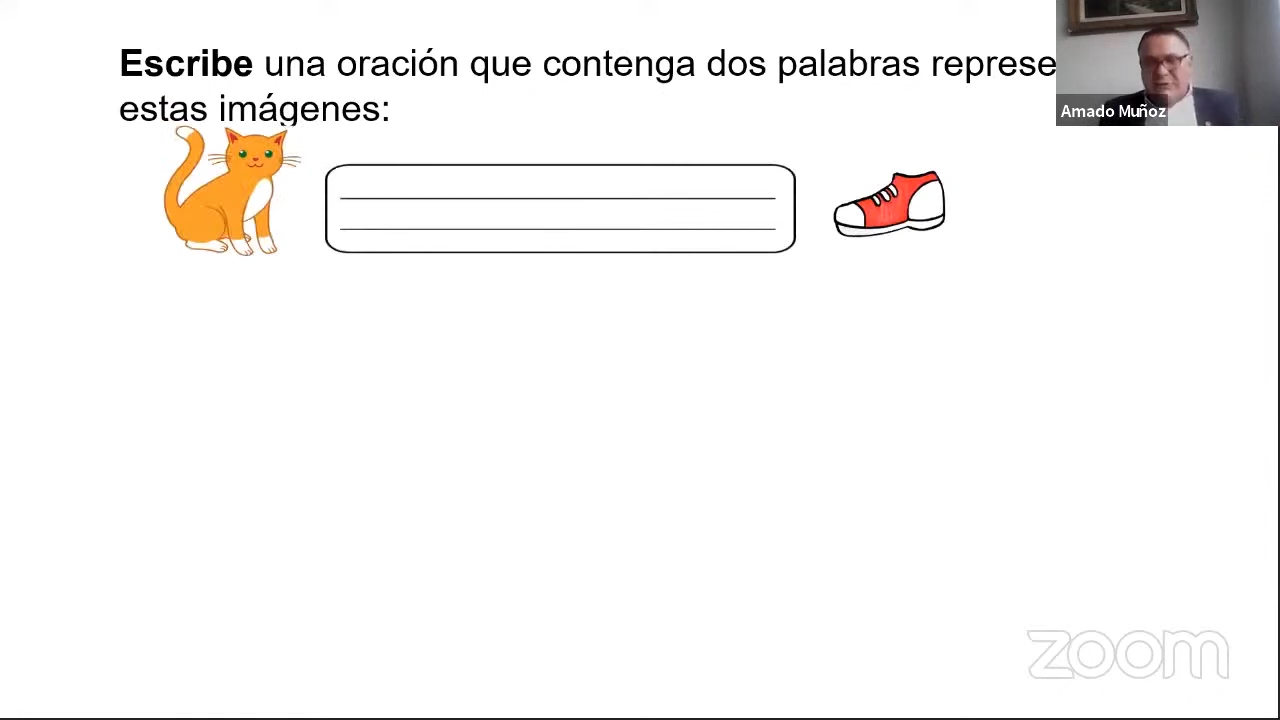 Escribe una oración que contenga dos palabras represe
estas imágenes:
Amado Muñoz
zoom